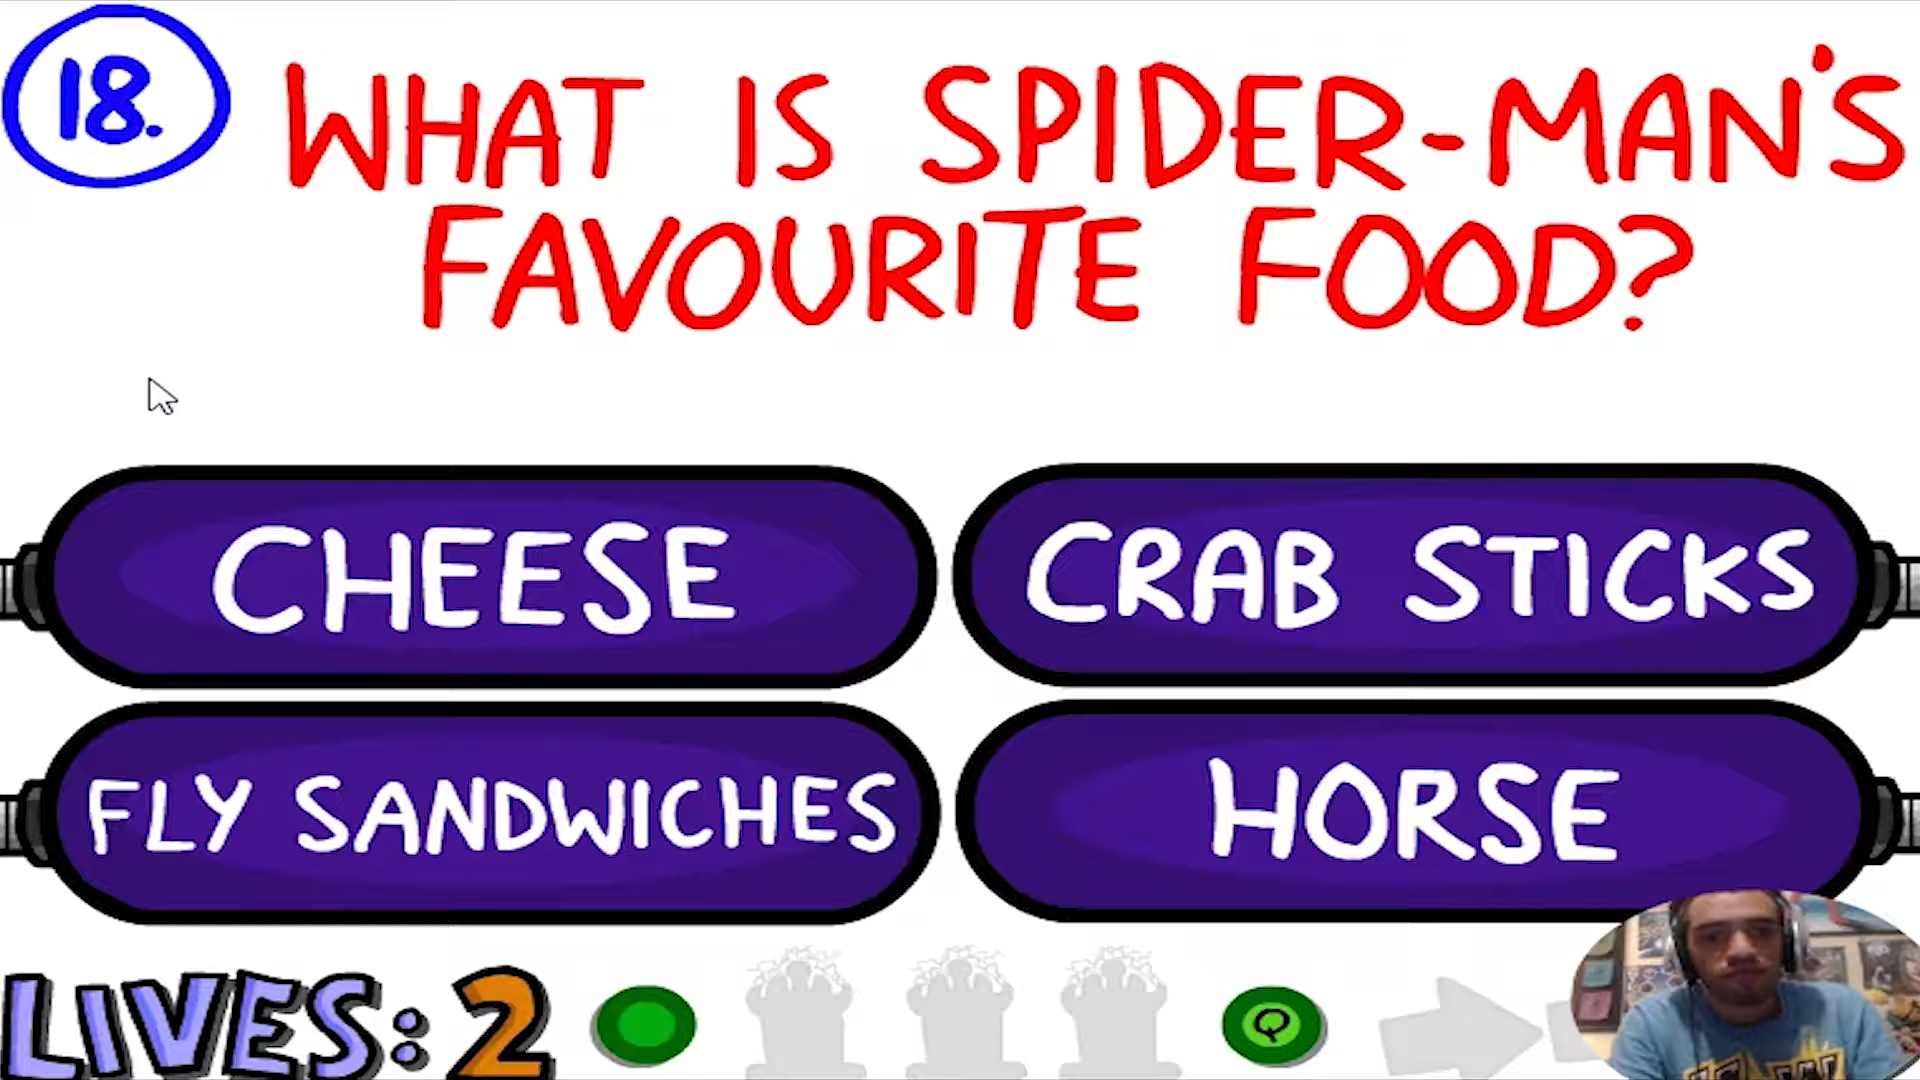 18.
WHAT IS SPIDER-MAN'S
FAVOURITE FOOD?
CHEESE
CRAB STICKS
FLY SANDWICHES
HORSE
LIVES: 2
Q